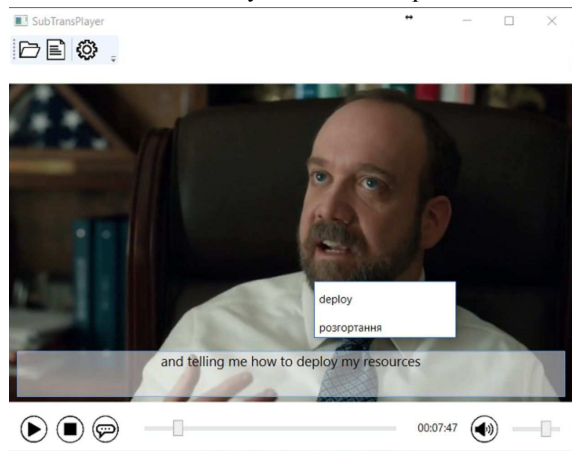 SubTransPlayer
deploy
розгортання
and telling me how to deploy my resources
00:07:47